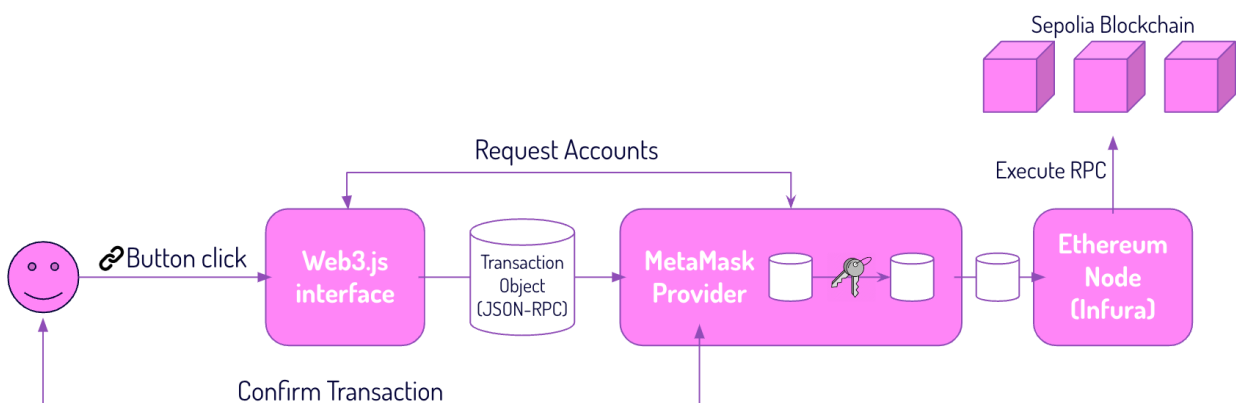 Sepolia Blockchain
Request Accounts
Execute RPC
Button click
Web3.js
interface
Transaction
Object
(JSON-RPC)
MetaMask
Provider
Ethereum
Node
(Infura)
Confirm Transaction